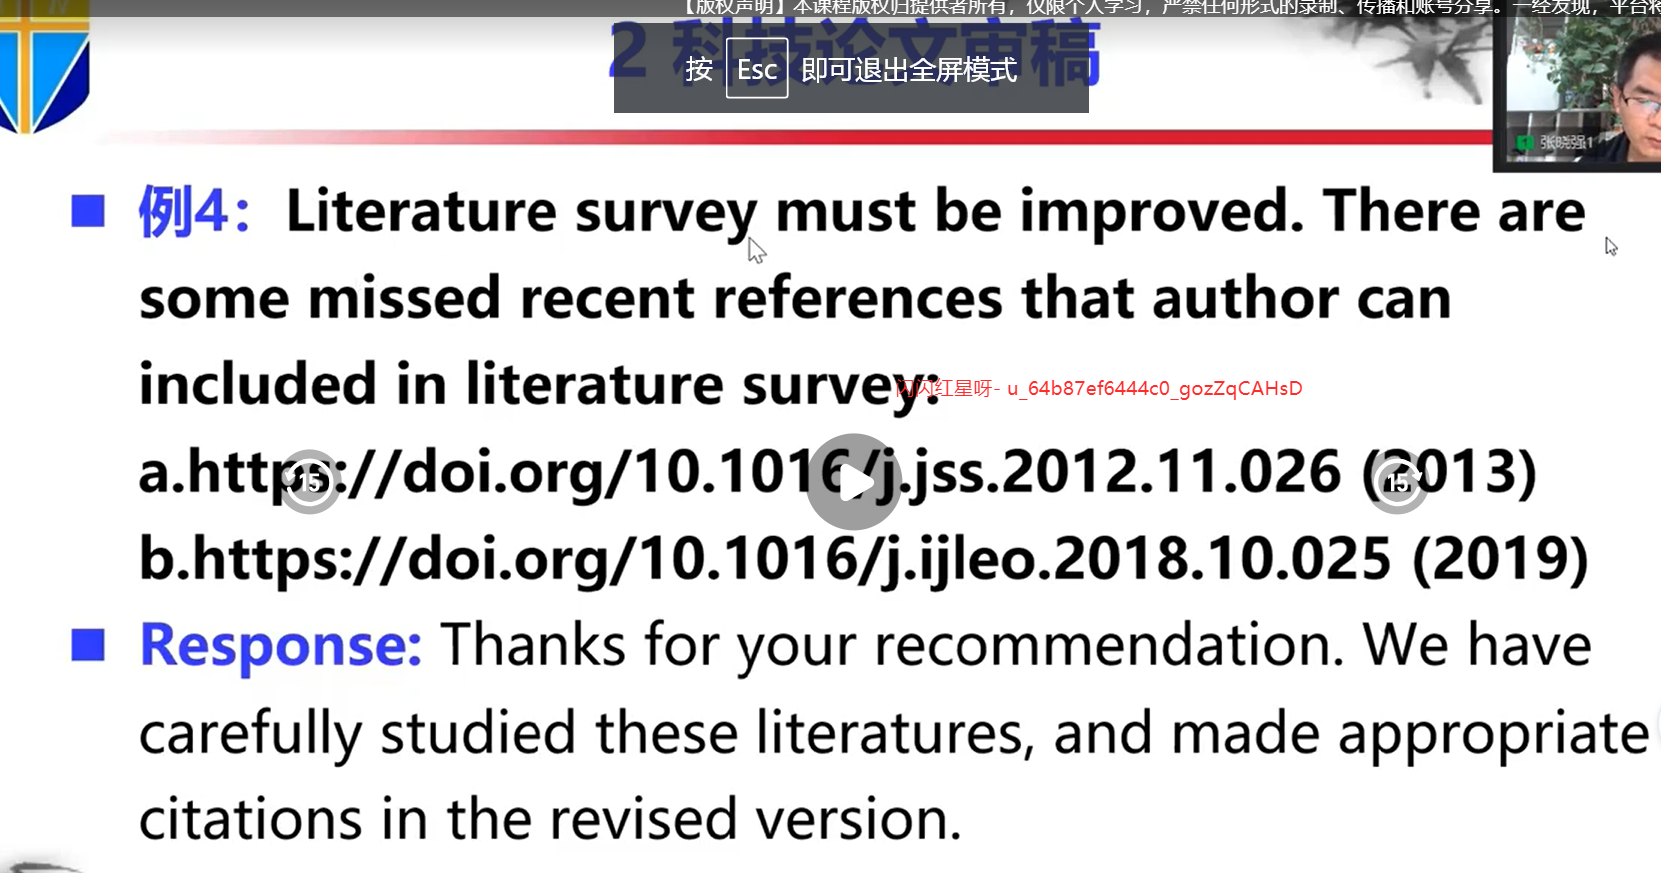 【版权声明】本课程版权归提供者所有，仅限个人学习，严禁任何形式的录制、传播和账号分享。一经发现，平台将
2 科技论文审稿
按 Esc 即可退出全屏模式
张晓强1
例4：Literature survey must be improved. There are
some missed recent references that author can
included in literature survey:
闪闪红星呀- u_64b87ef6444c0_gozZqCAHsD
a.https://doi.org/10.1016/j.jss.2012.11.026 (2013)
15
15
b.https://doi.org/10.1016/j.ijleo.2018.10.025 (2019)
Response: Thanks for your recommendation. We have
carefully studied these literatures, and made appropriate
citations in the revised version.